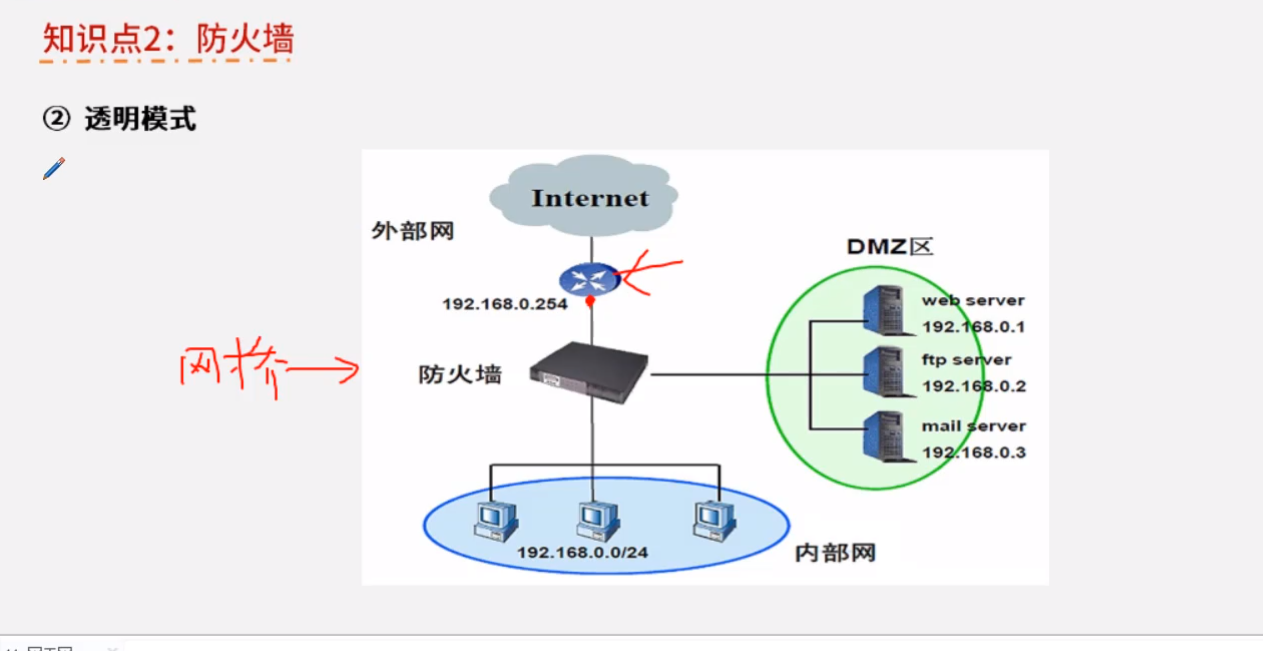 知识点2：防火墙
② 透明模式
Internet
外部网
DMZ区
192.168.0.254
web server
192.168.0.1
网桥
防火墙
ftp server
192.168.0.2
mail server
192.168.0.3
192.168.0.0/24
内部网